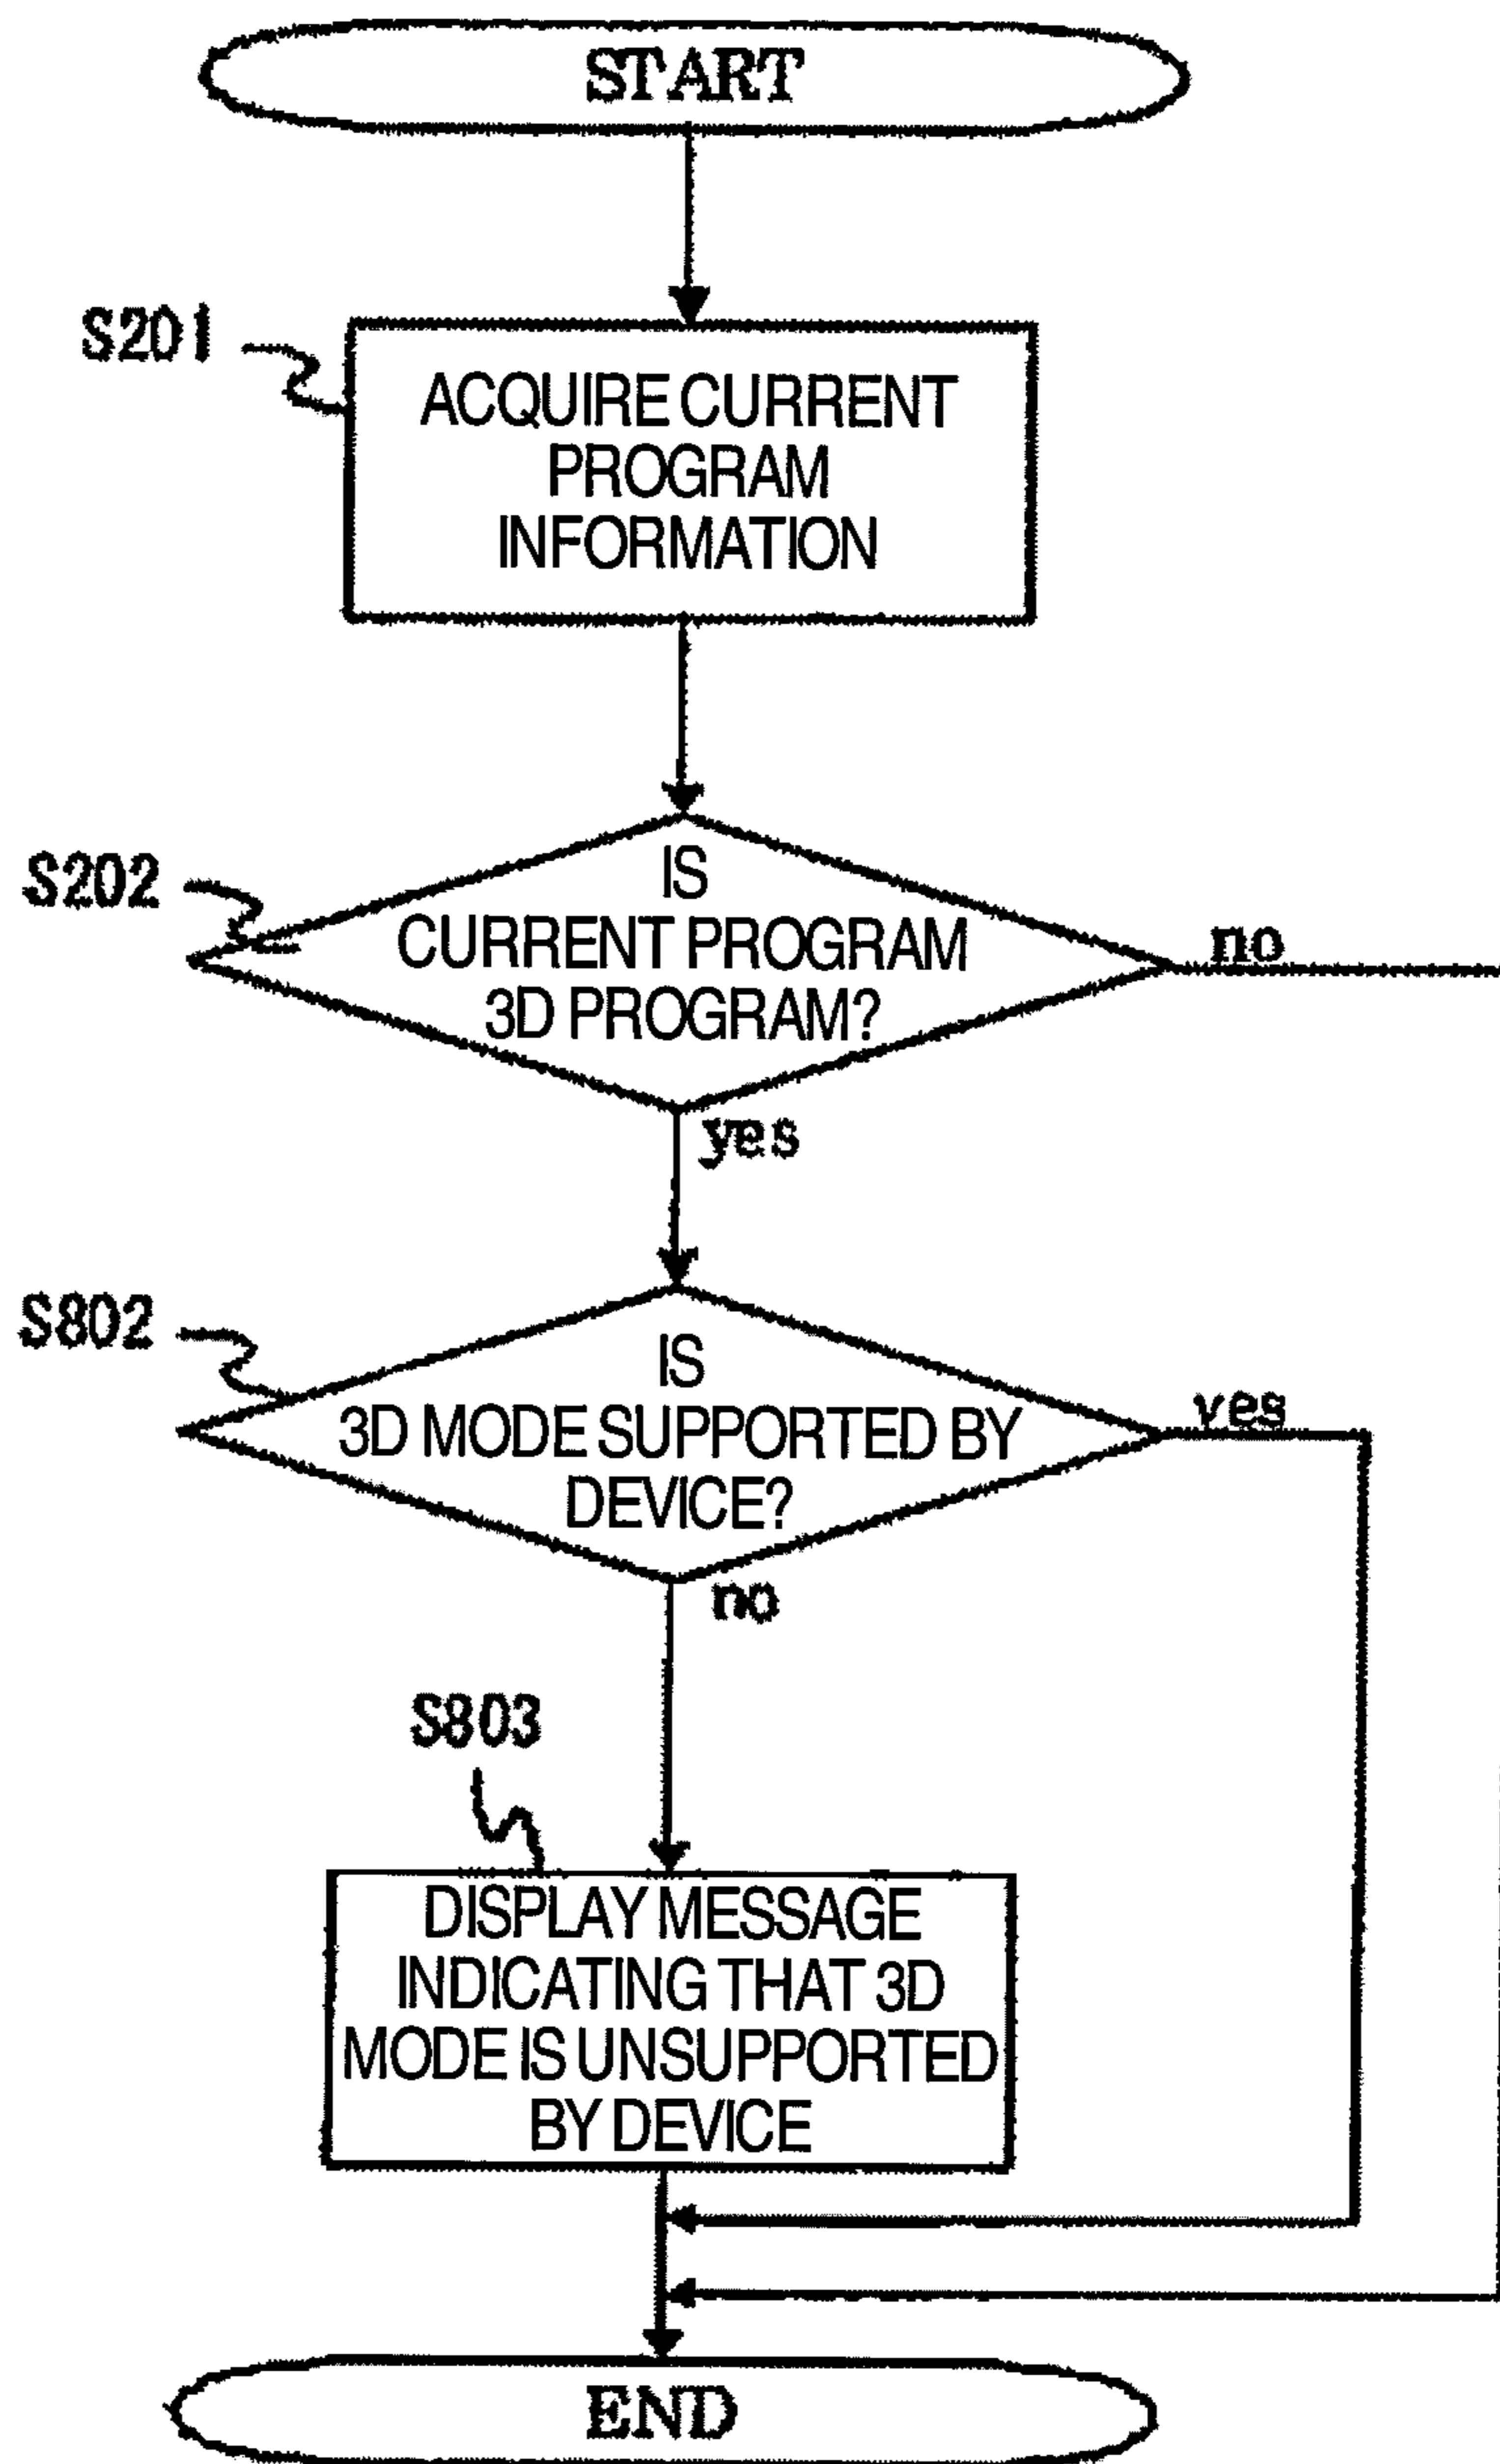 START
S201
ACQUIRE CURRENT
PROGRAM
INFORMATION
S202
IS
CURRENT PROGRAM
3D PROGRAM?
no
yes
S802
IS
3D MODE SUPPORTED BY
DEVICE?
yes
no
S803
DISPLAY MESSAGE
INDICATING THAT 3D
MODE IS UNSUPPORTED
BY DEVICE
END